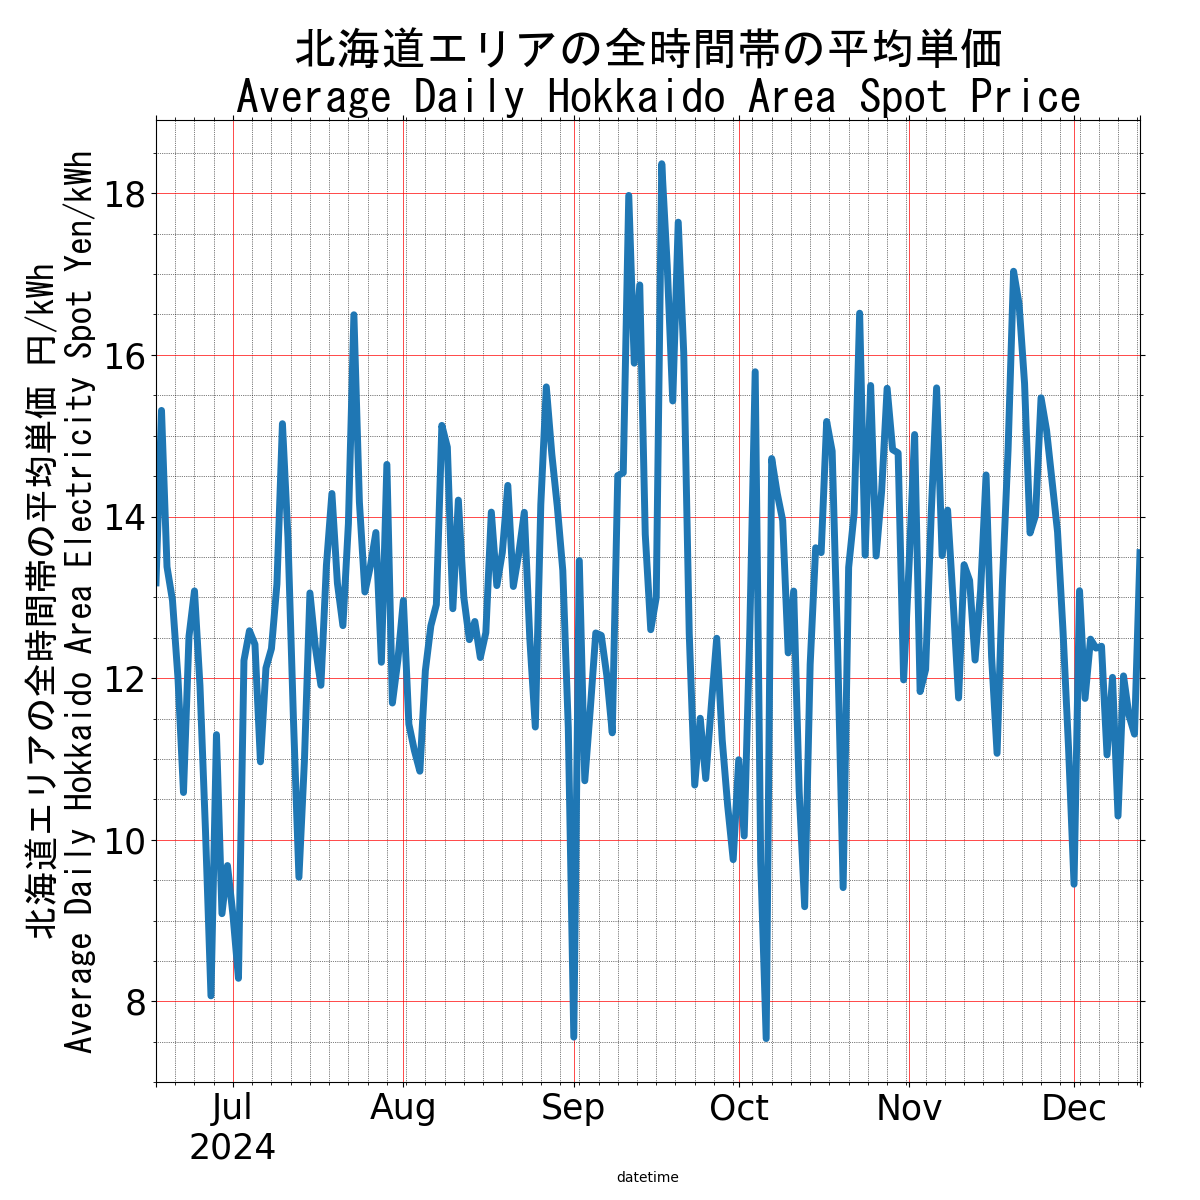 北海道エリアの全時間帯の平均単価
Average Daily Hokkaido Area Spot Price
北海道エリアの全時間帯の平均単価 円/kWh
Average Daily Hokkaido Area Electricity Spot Yen/kWh
18
16
14
12
10
8
Jul
2024
Aug
Sep
Oct
Nov
Dec
datetime